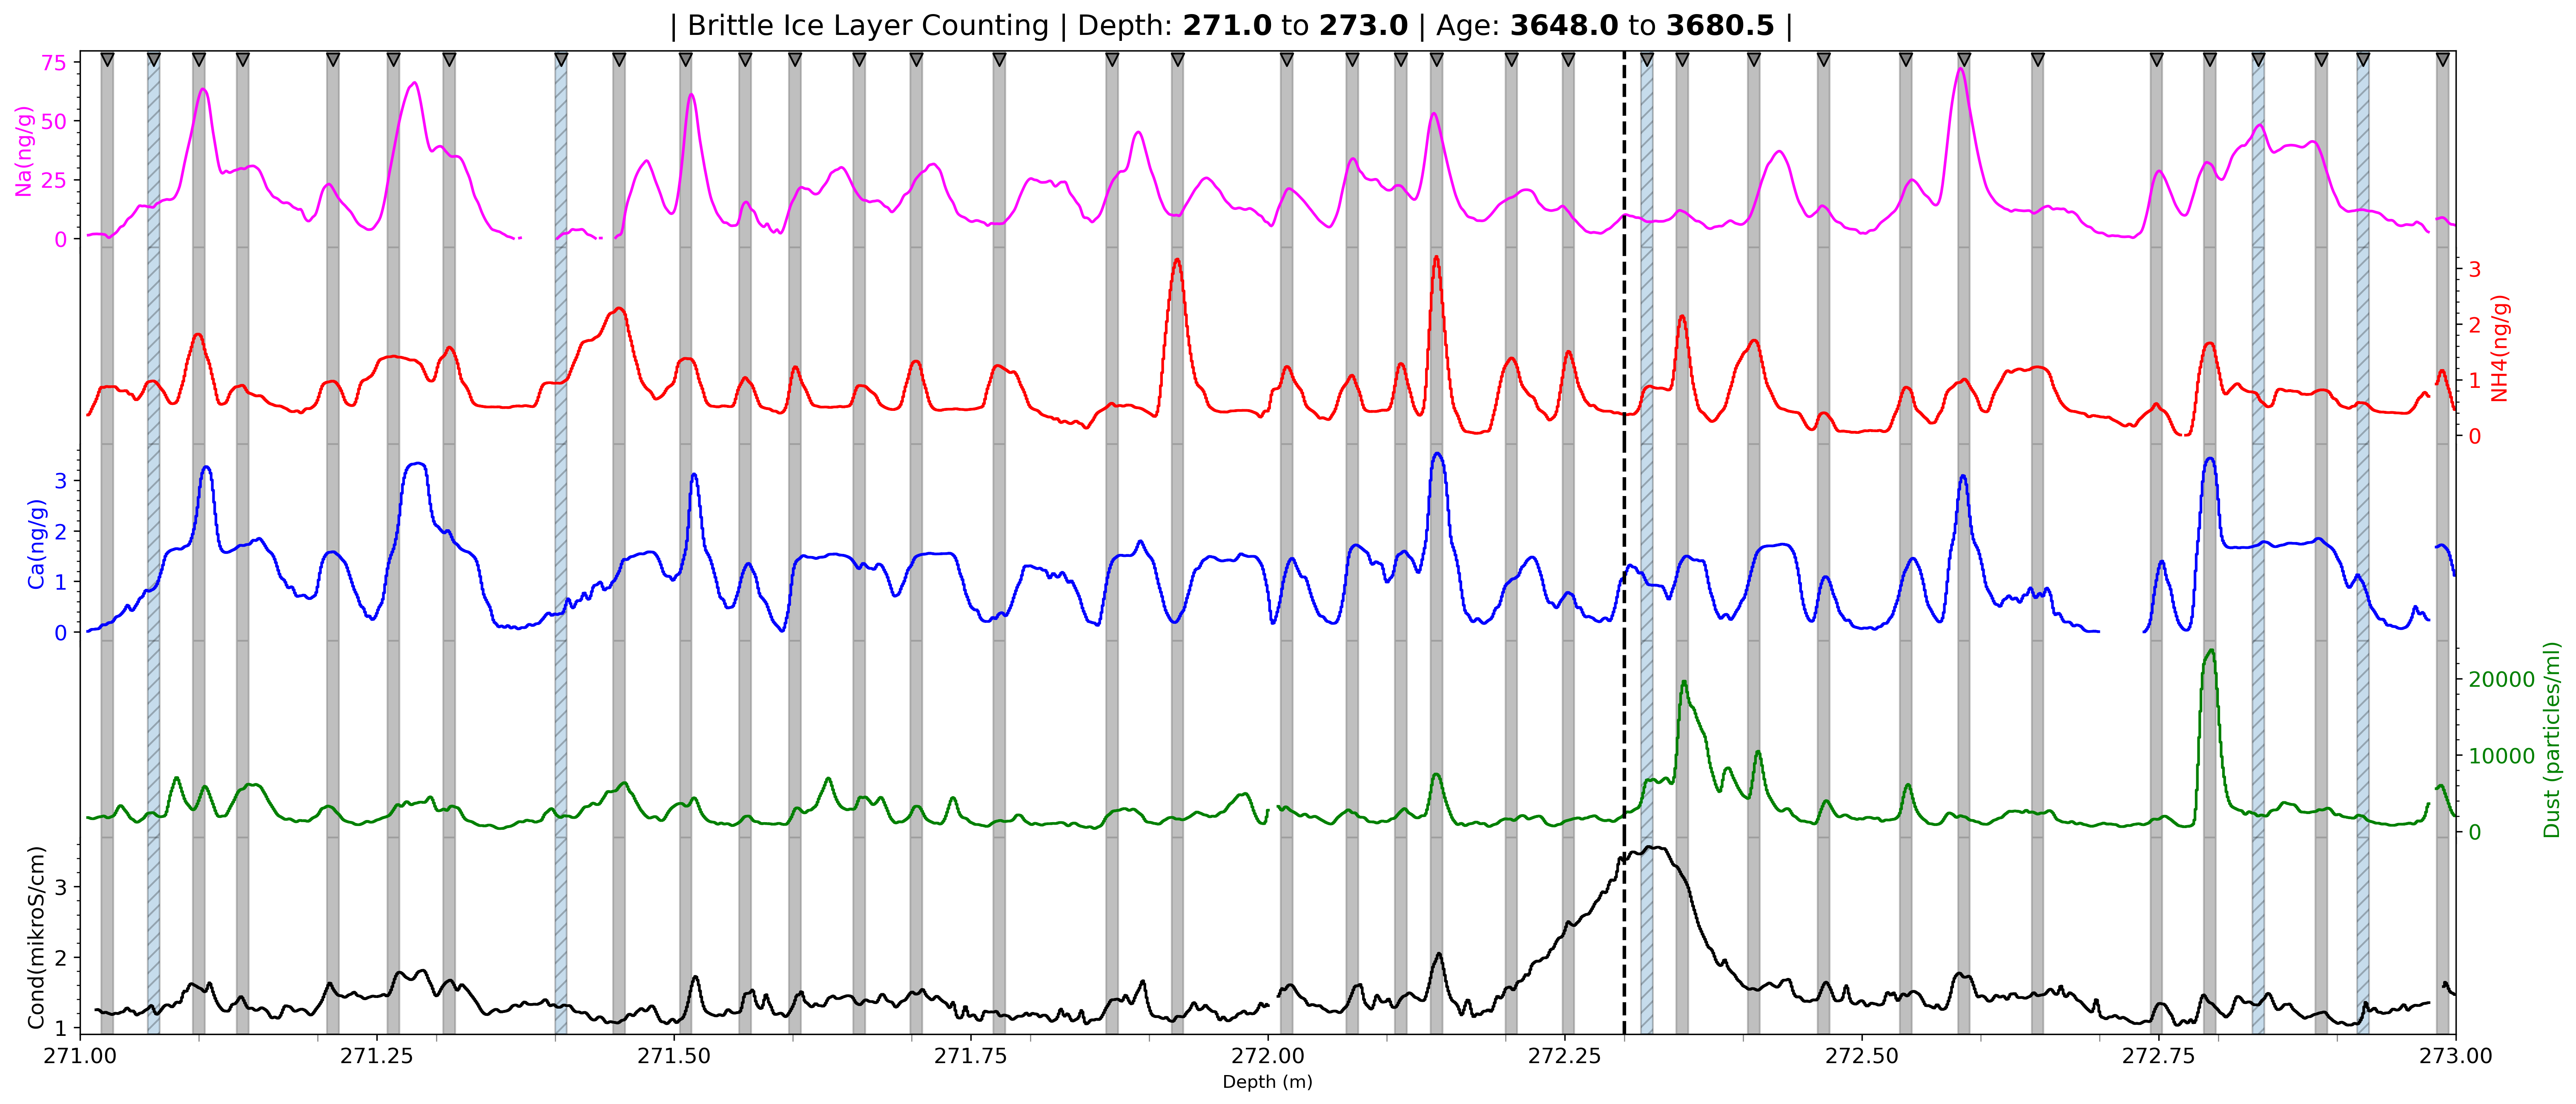 | Brittle Ice Layer Counting | Depth: 271.0 to 273.0 | Age: 3648.0 to 3680.5 |
Na(ng/g)
75
50
25
0
NH4(ng/g)
3
2
1
0
Ca(ng/g)
3
2
1
0
Dust (particles/ml)
20000
10000
0
Cond(mikroS/cm)
3
2
1
271.00 271.25 271.50 271.75 272.00 272.25 272.50 272.75 273.00
Depth (m)